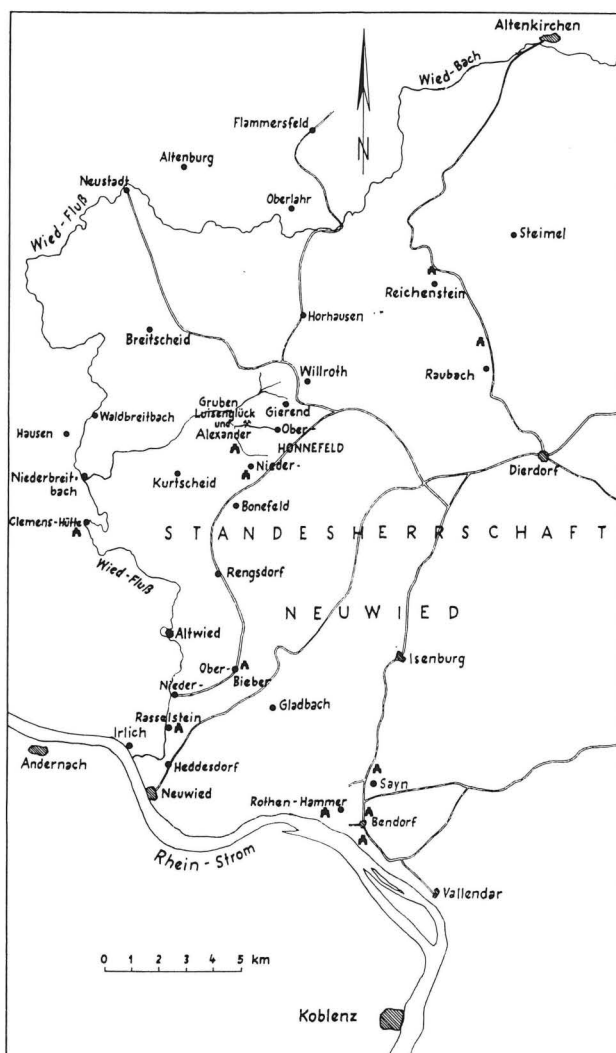 Altenkirchen
Wied-Bach
Flammersfeld
Altenburg
N
Neustadt
Oberlahr
Wied-Fluß
Steimel
Reichenstein
Horhausen
Breitscheid
Willroth
Raubach
Gruben
Luisenglück
und
Alexander
Gierend
Waldbreitbach
Ober-
Hausen
HONNEFELD
Nieder-
Dierdorf
Niederbreit-
bach
Kurtscheid
Bonefeld
Clemens-Hütte
STANDESHERRSCHAFT
Wied-Fluß
Rengsdorf
NEUWIED
Altwied
Isenburg
Ober-
Bieber
Nieder-
Gladbach
Rasselstein
Irlich
Andernach
Heddesdorf
Sayn
Neuwied
Rothen-Hammer
Bendorf
Rhein-Strom
Vallendar
0 1 2 3 4 5 km
Koblenz